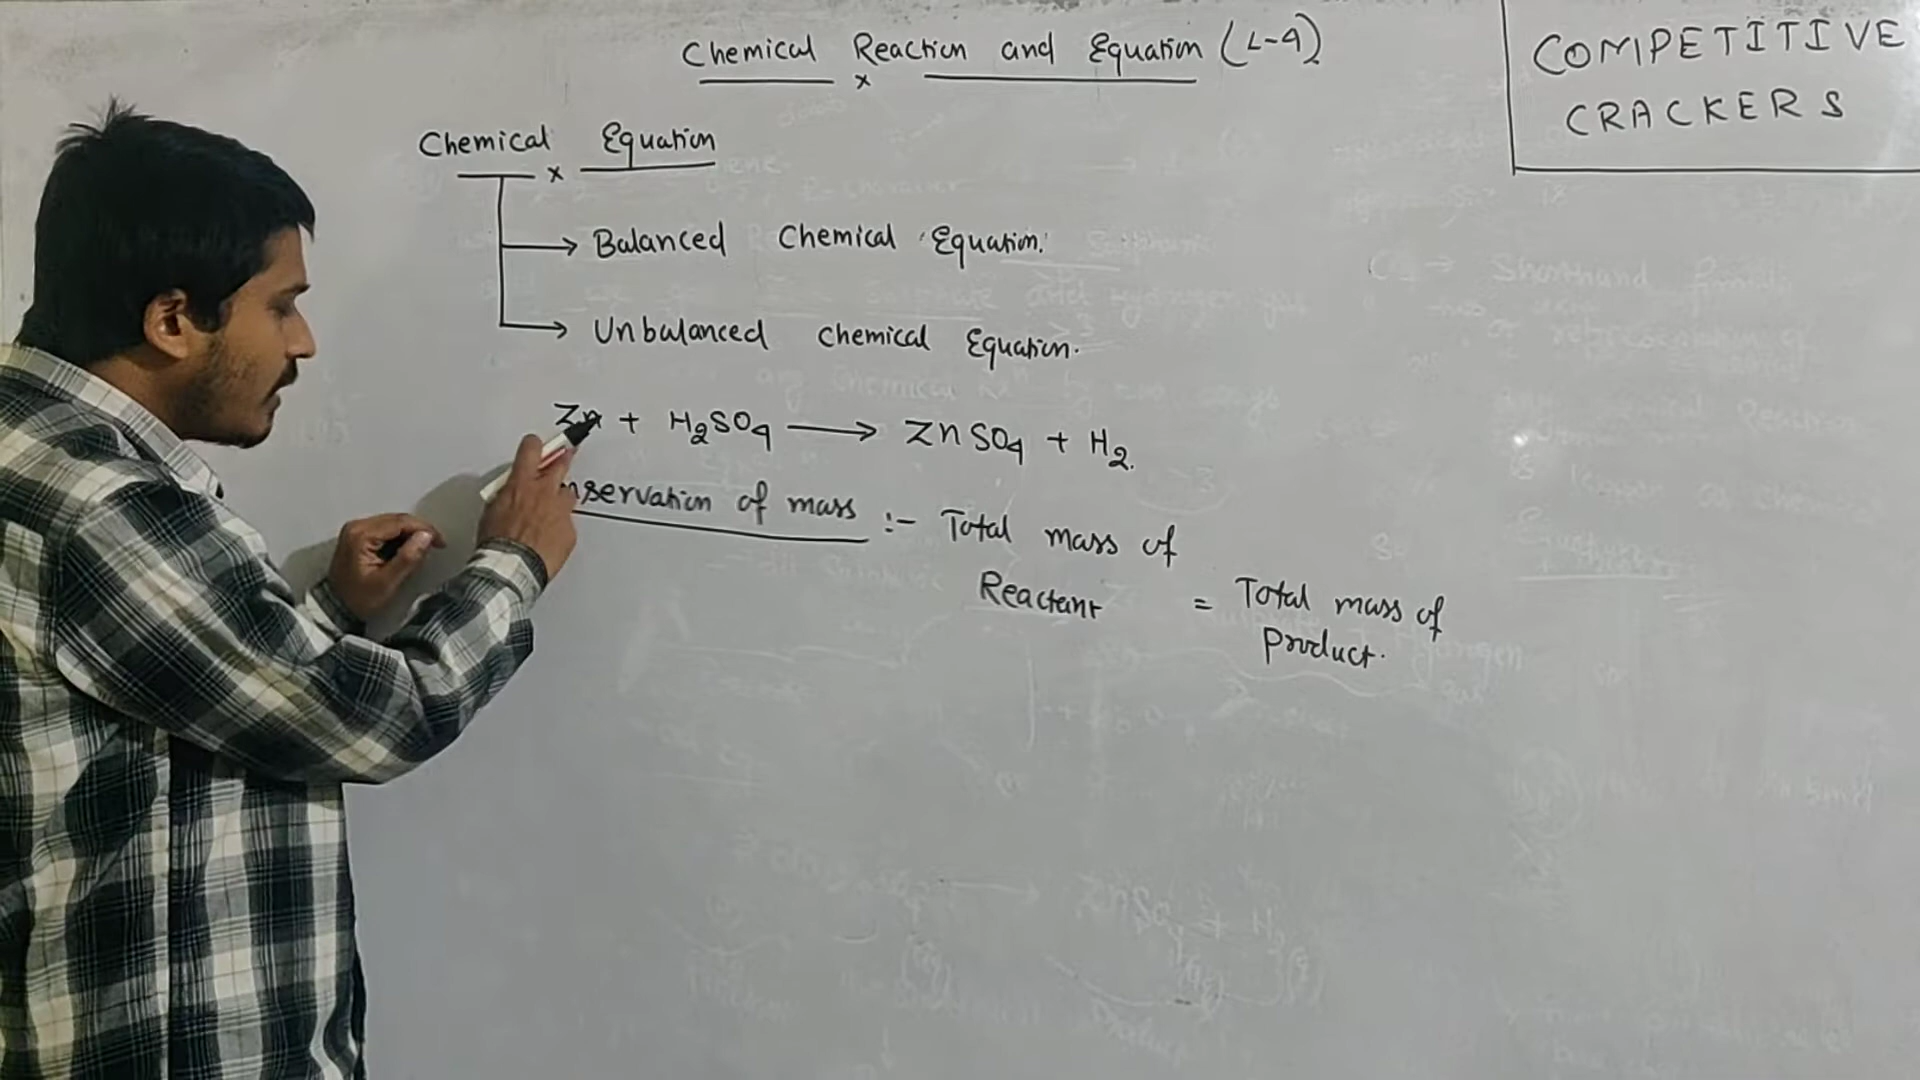 Chemical Reaction and Equation (L-4)
COMPETITIVE
CRACKERS
Chemical Equation
Balanced Chemical Equation.
Unbalanced Chemical Equation.
Zn + H₂SO₄ → ZnSO₄ + H₂.
nservation of mass :- Total mass of
Reactant = Total mass of
product.